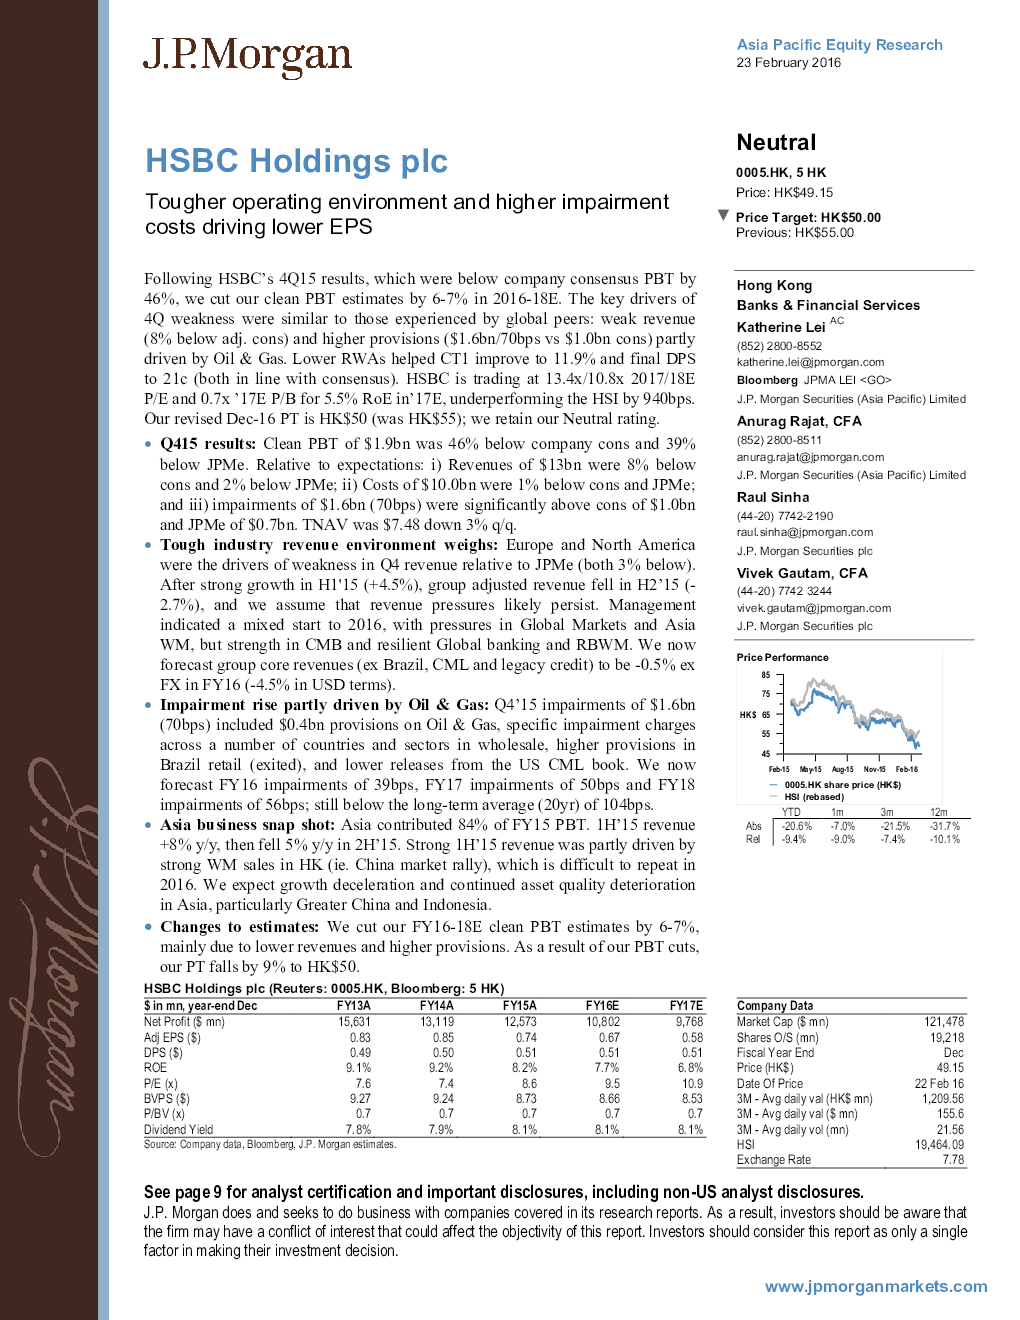 J.P.Morgan
Asia Pacific Equity Research
23 February 2016
HSBC Holdings plc
Tougher operating environment and higher impairment
costs driving lower EPS
Neutral
0005.HK, 5 HK
Price: HK$49.15
▼ Price Target: HK$50.00
Previous: HK$55.00
Following HSBC's 4Q15 results, which were below company consensus PBT by
46%, we cut our clean PBT estimates by 6-7% in 2016-18E. The key drivers of
4Q weakness were similar to those experienced by global peers: weak revenue
(8% below adj. cons) and higher provisions ($1.6bn/70bps vs $1.0bn cons) partly
driven by Oil & Gas. Lower RWAs helped CT1 improve to 11.9% and final DPS
to 21c (both in line with consensus). HSBC is trading at 13.4x/10.8x 2017/18E
P/E and 0.7x '17E P/B for 5.5% RoE in'17E, underperforming the HSI by 940bps.
Our revised Dec-16 PT is HK$50 (was HK$55); we retain our Neutral rating.
• Q415 results: Clean PBT of $1.9bn was 46% below company cons and 39%
below JPMe. Relative to expectations: i) Revenues of $13bn were 8% below
cons and 2% below JPMe; ii) Costs of $10.0bn were 1% below cons and JPMe;
and iii) impairments of $1.6bn (70bps) were significantly above cons of $1.0bn
and JPMe of $0.7bn. TNAV was $7.48 down 3% q/q.
• Tough industry revenue environment weighs: Europe and North America
were the drivers of weakness in Q4 revenue relative to JPMe (both 3% below).
After strong growth in H1'15 (+4.5%), group adjusted revenue fell in H2'15 (-
2.7%), and we assume that revenue pressures likely persist. Management
indicated a mixed start to 2016, with pressures in Global Markets and Asia
WM, but strength in CMB and resilient Global banking and RBWM. We now
forecast group core revenues (ex Brazil, CML and legacy credit) to be -0.5% ex
FX in FY16 (-4.5% in USD terms).
• Impairment rise partly driven by Oil & Gas: Q4'15 impairments of $1.6bn
(70bps) included $0.4bn provisions on Oil & Gas, specific impairment charges
across a number of countries and sectors in wholesale, higher provisions in
Brazil retail (exited), and lower releases from the US CML book. We now
forecast FY16 impairments of 39bps, FY17 impairments of 50bps and FY18
impairments of 56bps; still below the long-term average (20yr) of 104bps.
• Asia business snap shot: Asia contributed 84% of FY15 PBT. 1H'15 revenue
+8% y/y, then fell 5% y/y in 2H'15. Strong 1H'15 revenue was partly driven by
strong WM sales in HK (ie. China market rally), which is difficult to repeat in
2016. We expect growth deceleration and continued asset quality deterioration
in Asia, particularly Greater China and Indonesia.
• Changes to estimates: We cut our FY16-18E clean PBT estimates by 6-7%,
mainly due to lower revenues and higher provisions. As a result of our PBT cuts,
our PT falls by 9% to HK$50.
Hong Kong
Banks & Financial Services
Katherine Lei AC
(852) 2800-8552
katherine.lei@jpmorgan.com
Bloomberg JPMA LEI <GO>
J.P. Morgan Securities (Asia Pacific) Limited
Anurag Rajat, CFA
(852) 2800-8511
anurag.rajat@jpmorgan.com
J.P. Morgan Securities (Asia Pacific) Limited
Raul Sinha
(44-20) 7742-2190
raul.sinha@jpmorgan.com
J.P. Morgan Securities plc
Vivek Gautam, CFA
(44-20) 7742 3244
vivek.gautam@jpmorgan.com
J.P. Morgan Securities plc
Price Performance
85
75
HK$ 65
55
45
Feb-15 May-15 Aug-15 Nov-15 Feb-16
0005.HK share price (HK$)
HSI (rebased)
YTD 1m 3m 12m
Abs -20.6% -7.0% -21.5% -31.7%
Rel -9.4% -9.0% -7.4% -10.1%
HSBC Holdings plc (Reuters: 0005.HK, Bloomberg: 5 HK)
$ in mn, year-end Dec FY13A FY14A FY15A FY16E FY17E
Net Profit ($ mn) 15,631 13,119 12,573 10,802 9,768
Adj EPS ($) 0.83 0.85 0.74 0.67 0.58
DPS ($) 0.49 0.50 0.51 0.51 0.51
ROE 9.1% 9.2% 8.2% 7.7% 6.8%
P/E (x) 7.6 7.4 8.6 9.5 10.9
BVPS ($) 9.27 9.24 8.73 8.66 8.53
P/BV (x) 0.7 0.7 0.7 0.7 0.7
Dividend Yield 7.8% 7.9% 8.1% 8.1% 8.1%
Source: Company data, Bloomberg, J.P. Morgan estimates.
Company Data
Market Cap ($ mn) 121,478
Shares O/S (mn) 19,218
Fiscal Year End Dec
Price (HK$) 49.15
Date Of Price 22 Feb 16
3M - Avg daily val (HK$ mn) 1,209.56
3M - Avg daily val ($ mn) 155.6
3M - Avg daily vol (mn) 21.56
HSI 19,464.09
Exchange Rate 7.78
See page 9 for analyst certification and important disclosures, including non-US analyst disclosures.
J.P. Morgan does and seeks to do business with companies covered in its research reports. As a result, investors should be aware that
the firm may have a conflict of interest that could affect the objectivity of this report. Investors should consider this report as only a single
factor in making their investment decision.
www.jpmorganmarkets.com
J.P. Morgan